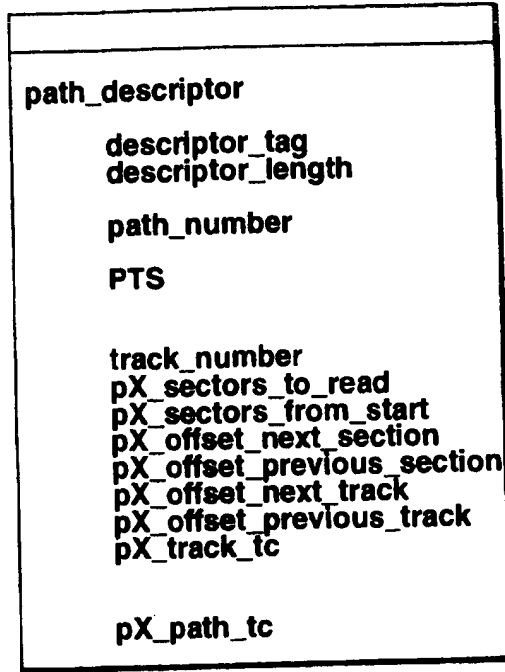 path_descriptor
descriptor_tag
descriptor_length
path_number
PTS
track_number
pX_sectors_to_read
pX_sectors_from_start
pX_offset_next_section
pX_offset_previous_section
pX_offset_next_track
pX_offset_previous_track
pX_track_tc
pX_path_tc